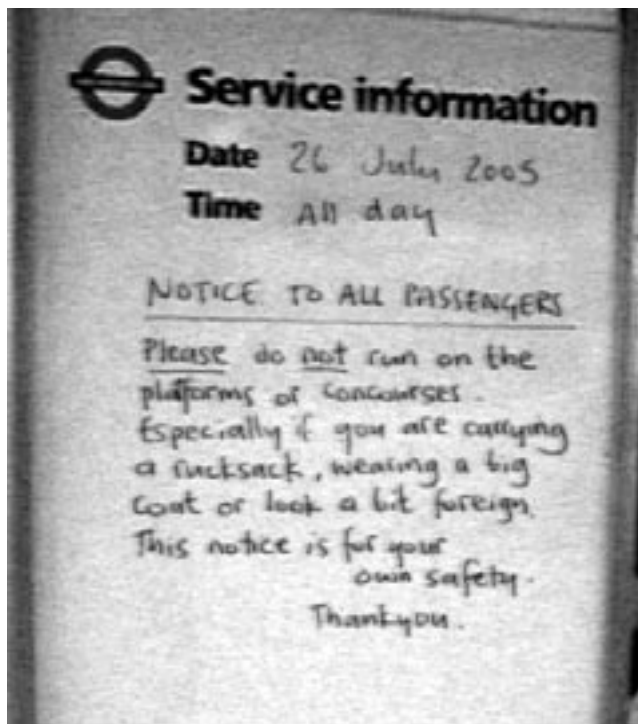 Service information
Date 26 July 2005
Time All day
NOTICE TO ALL PASSENGERS
Please do not run on the
platforms or concourses.
Especially if you are carrying
a rucksack, wearing a big
coat or look a bit foreign.
This notice is for your
own safety.
Thankyou.